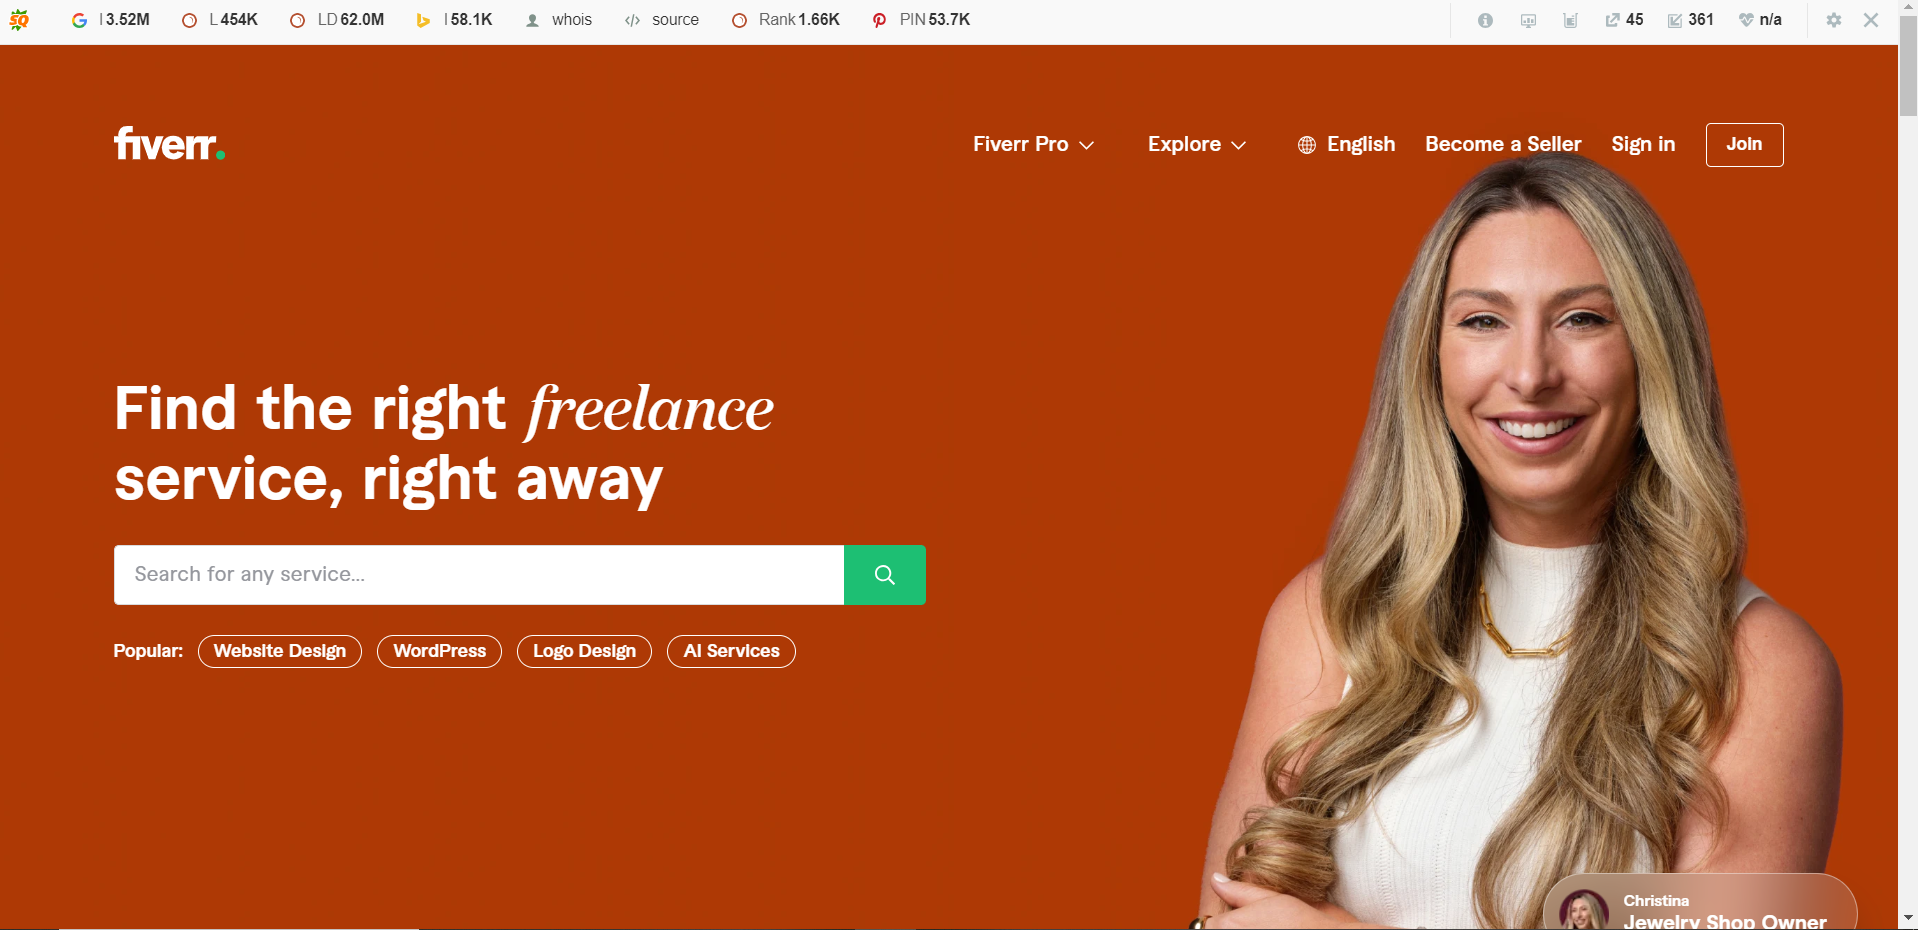 SQ I 3.52M L 454K LD 62.0M I 58.1K whois source Rank 1.66K PIN 53.7K 45 361 n/a
fiverr. Fiverr Pro Explore English Become a Seller Sign in Join
Find the right freelance
service, right away
Search for any service...
Popular: Website Design WordPress Logo Design AI Services
Christina
Jewelry Shop Owner